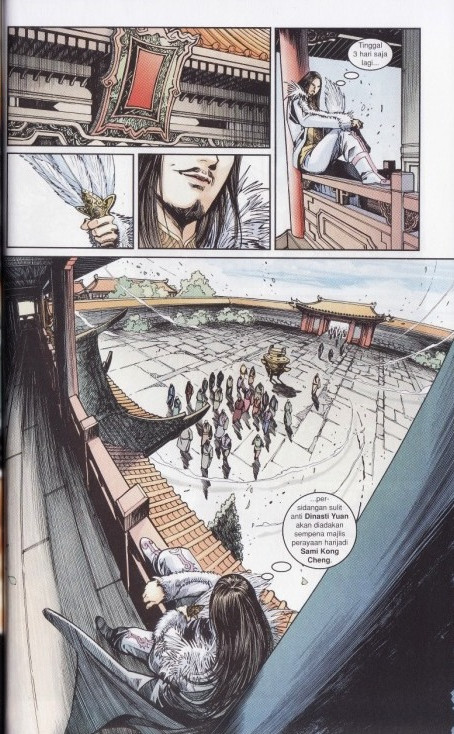 Tinggal
3 hari saja
lagi...
...per-
sidangan sulit
anti Dinasti Yuan
akan diadakan
sempena majlis
perayaan harijadi
Sami Kong
Cheng.